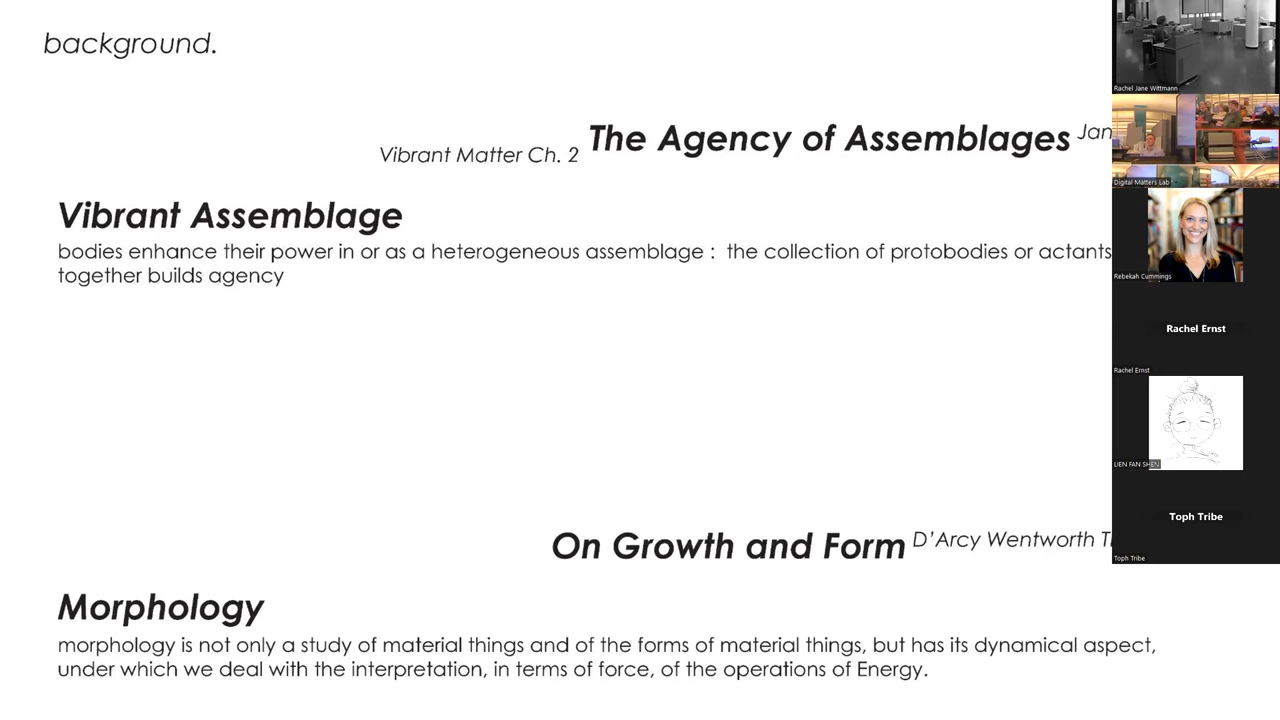 background.
Vibrant Matter Ch. 2 The Agency of Assemblages Jan
Vibrant Assemblage
bodies enhance their power in or as a heterogeneous assemblage : the collection of protobodies or actants
together builds agency
On Growth and Form D'Arcy Wentworth
Morphology
morphology is not only a study of material things and of the forms of material things, but has its dynamical aspect,
under which we deal with the interpretation, in terms of force, of the operations of Energy.
Rachel Jane Wittmann
Digital Matters Lab
Rebekah Cummings
Rachel Ernst
Rachel Ernst
LIEN FAN SHEN
Toph Tribe
Toph Tribe